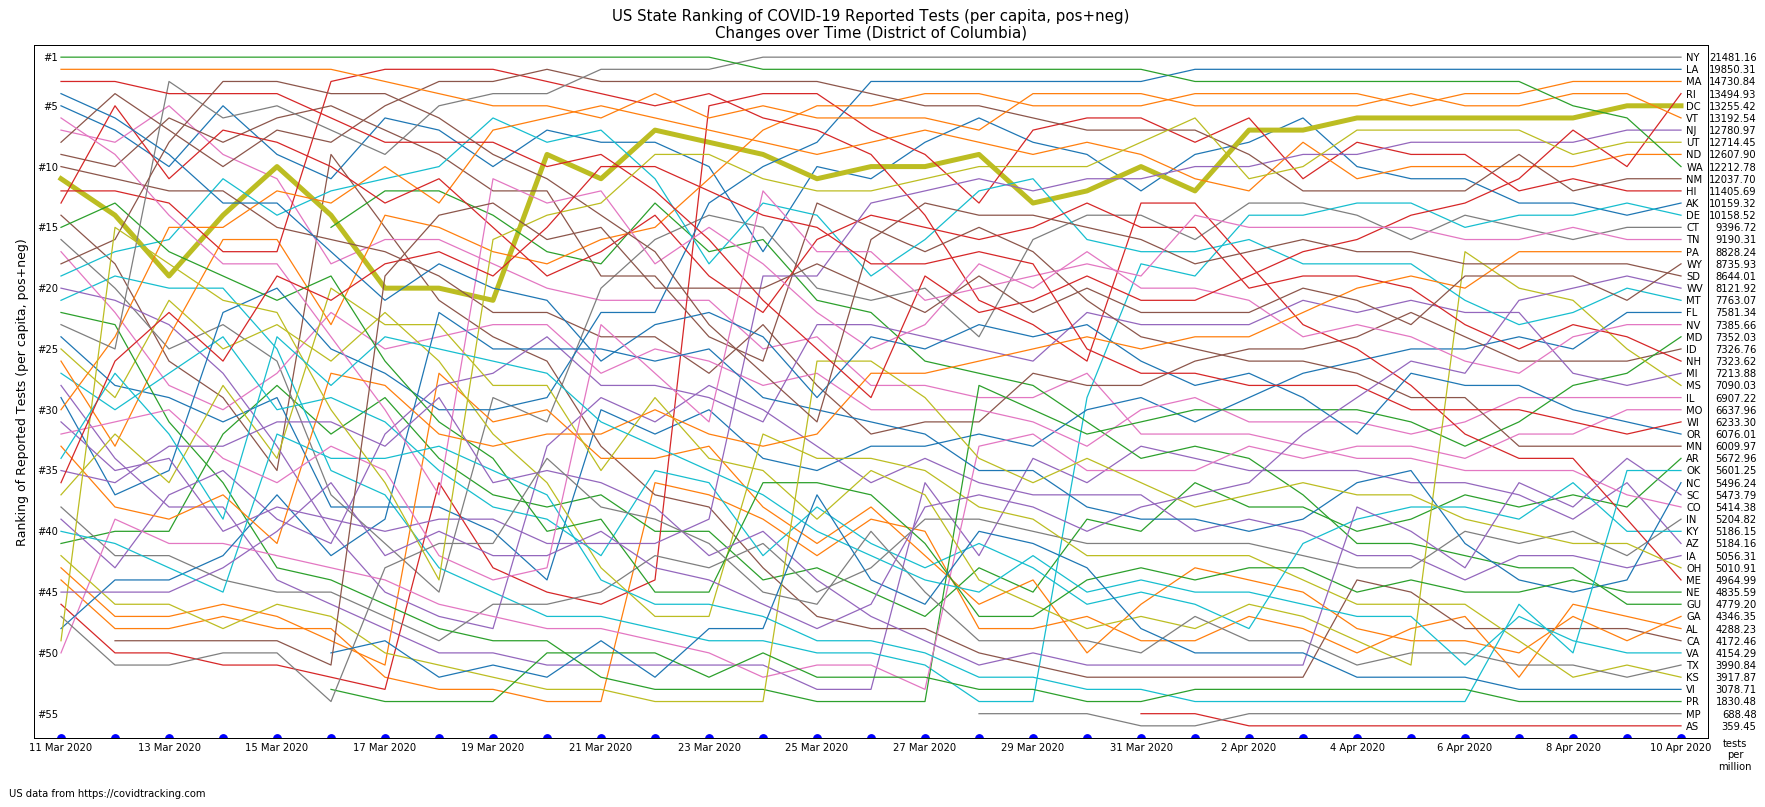 US State Ranking of COVID-19 Reported Tests (per capita, pos+neg)
Changes over Time (District of Columbia)
Ranking of Reported Tests (per capita, pos+neg)
#1
#5
#10
#15
#20
#25
#30
#35
#40
#45
#50
#55
NY 21481.16
LA 19850.31
MA 14730.84
RI 13494.93
DC 13255.42
VT 13192.54
NJ 12780.97
UT 12714.45
ND 12607.90
WA 12212.78
NM 12037.70
HI 11405.69
AK 10159.32
DE 10158.52
CT 9396.72
TN 9190.31
PA 8828.24
WY 8735.93
SD 8644.01
WV 8121.92
MT 7763.07
FL 7581.34
NV 7385.66
MD 7352.03
ID 7326.76
NH 7323.62
MI 7213.88
MS 7090.03
IL 6907.22
MO 6637.96
WI 6233.30
OR 6076.01
MN 6009.97
AR 5672.96
OK 5601.25
NC 5496.24
SC 5473.79
CO 5414.38
IN 5204.82
KY 5186.15
AZ 5184.16
IA 5056.31
OH 5010.91
ME 4964.99
NE 4835.59
GU 4779.20
GA 4346.35
AL 4288.23
CA 4172.46
VA 4154.29
TX 3990.84
KS 3917.87
VI 3078.71
PR 1830.48
MP 688.48
AS 359.45
11 Mar 2020 13 Mar 2020 15 Mar 2020 17 Mar 2020 19 Mar 2020 21 Mar 2020 23 Mar 2020 25 Mar 2020 27 Mar 2020 29 Mar 2020 31 Mar 2020 2 Apr 2020 4 Apr 2020 6 Apr 2020 8 Apr 2020 10 Apr 2020
tests
per
million
US data from https://covidtracking.com